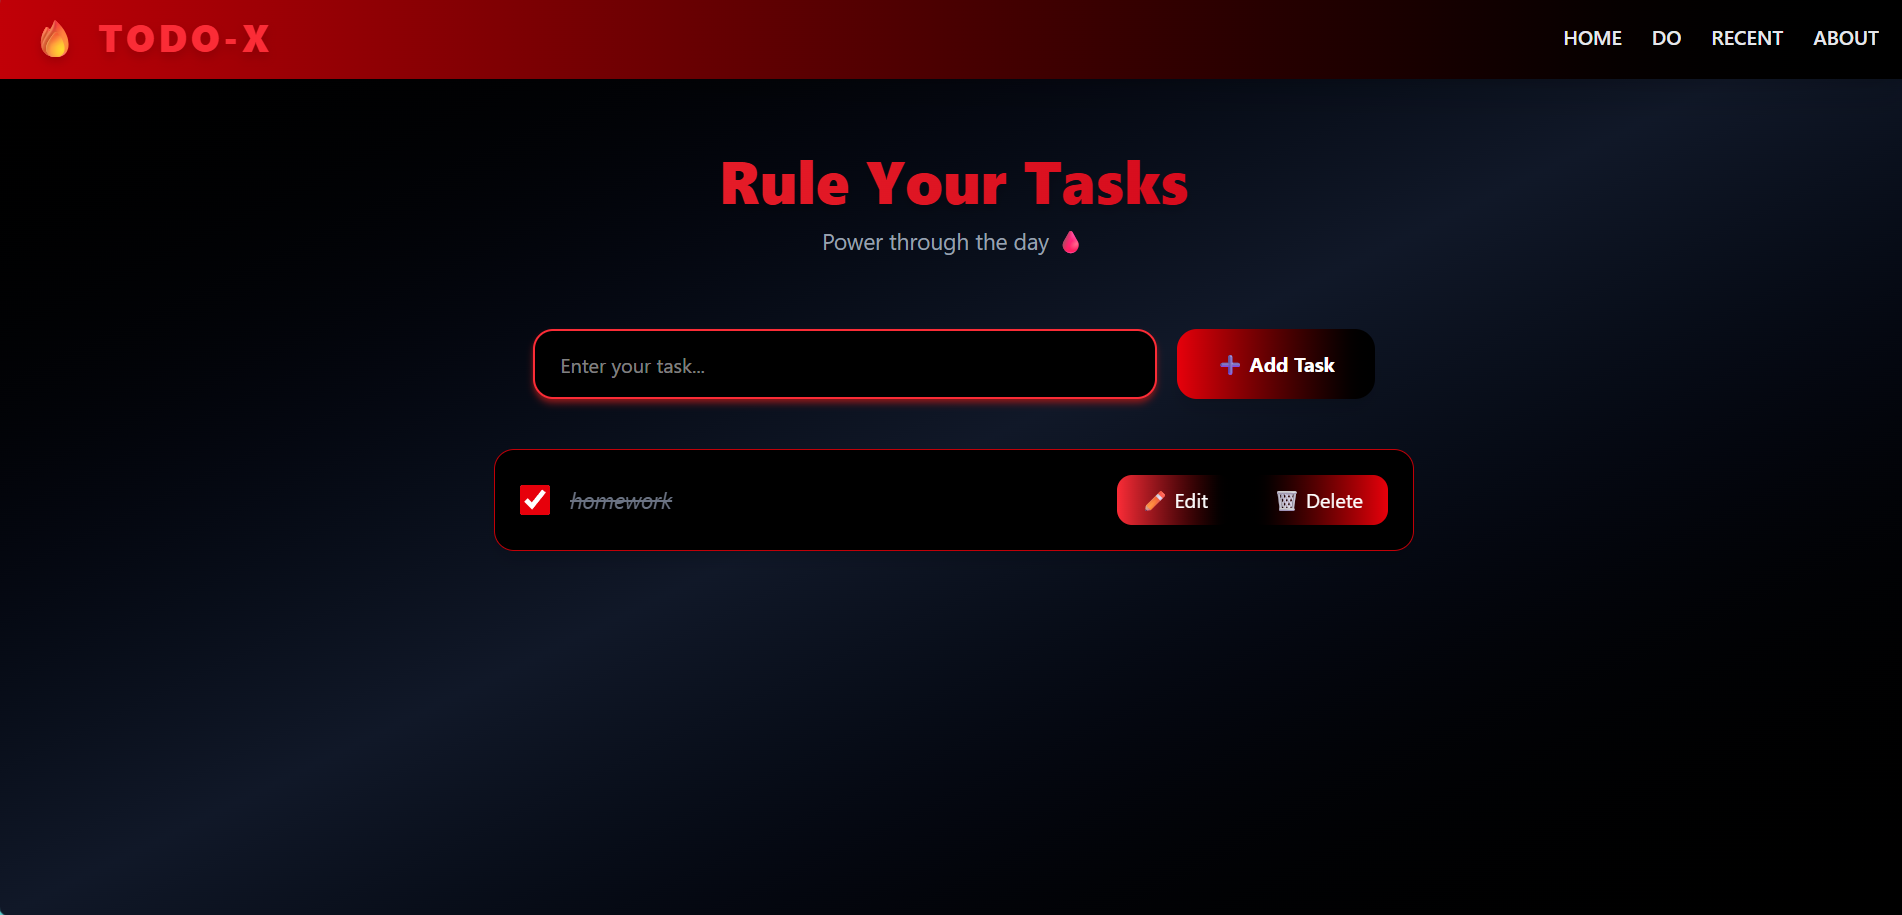 TODO-X
HOME DO RECENT ABOUT
Rule Your Tasks
Power through the day
Enter your task...
Add Task
homework
Edit
Delete